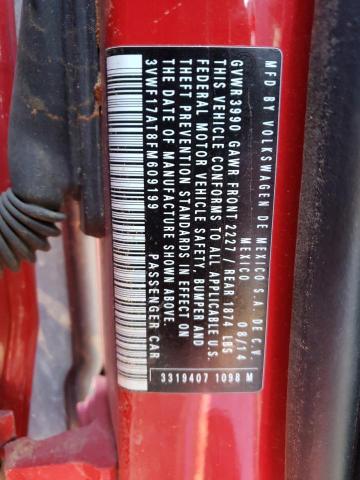 MFD BY VOLKSWAGEN DE MEXICO S.A. DE C.V.
MEXICO 08/14
GVWR 3990 GAWR FRONT 2227 / REAR 1874 LBS
THIS VEHICLE CONFORMS TO ALL APPLICABLE U.S.
FEDERAL MOTOR VEHICLE SAFETY, BUMPER AND
THEFT PREVENTION STANDARDS IN EFFECT ON
THE DATE OF MANUFACTURE SHOWN ABOVE.
3VWF17AT8FM609199 PASSENGER CAR
3319407 1098 M